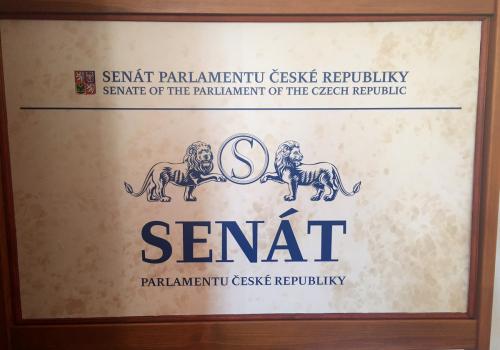 SENÁT PARLAMENTU ČESKÉ REPUBLIKY
SENATE OF THE PARLIAMENT OF THE CZECH REPUBLIC
S
SENÁT
PARLAMENTU ČESKÉ REPUBLIKY